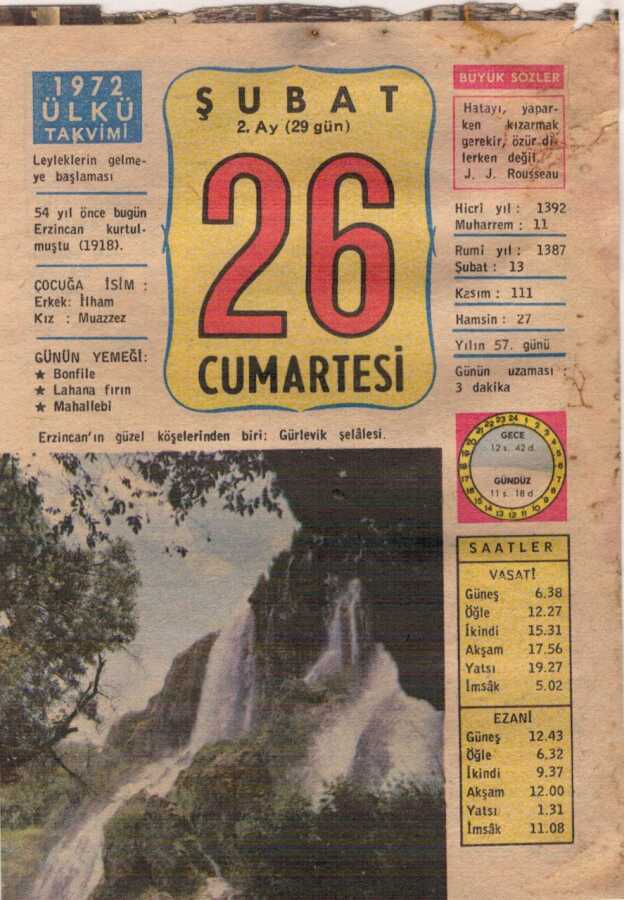 1972
ÜLKÜ
TAKVİMİ
Leyleklerin gelme-
ye başlaması
54 yıl önce bugün
Erzincan kurtul-
muştu (1918).
ÇOCUĞA İSİM :
Erkek: İlham
Kız : Muazzez
GÜNÜN YEMEĞİ:
★ Bonfile
★ Lahana fırın
★ Mahallebi
ŞUBAT
2. Ay (29 gün)
26
CUMARTESİ
BÜYÜK SÖZLER
Hatayı, yapar-
ken kızarmak
gerekir, özür di-
lerken değil.
J. J. Rousseau
Hicrî yıl : 1392
Muharrem : 11
Rumi yıl : 1387
Şubat : 13
Kasım : 111
Hamsin : 27
Yılın 57. günü
Günün uzaması :
3 dakika
Erzincan'ın güzel köşelerinden biri: Gürlevik şelâlesi.
GECE
12 s. 42 d.
GÜNDÜZ
11 s. 18 d
SAATLER
VASATÎ
Güneş 6.38
Öğle 12.27
İkindi 15.31
Akşam 17.56
Yatsı 19.27
İmsâk 5.02
EZANÎ
Güneş 12.43
Öğle 6.32
İkindi 9.37
Akşam 12.00
Yatsı 1.31
İmsâk 11.08